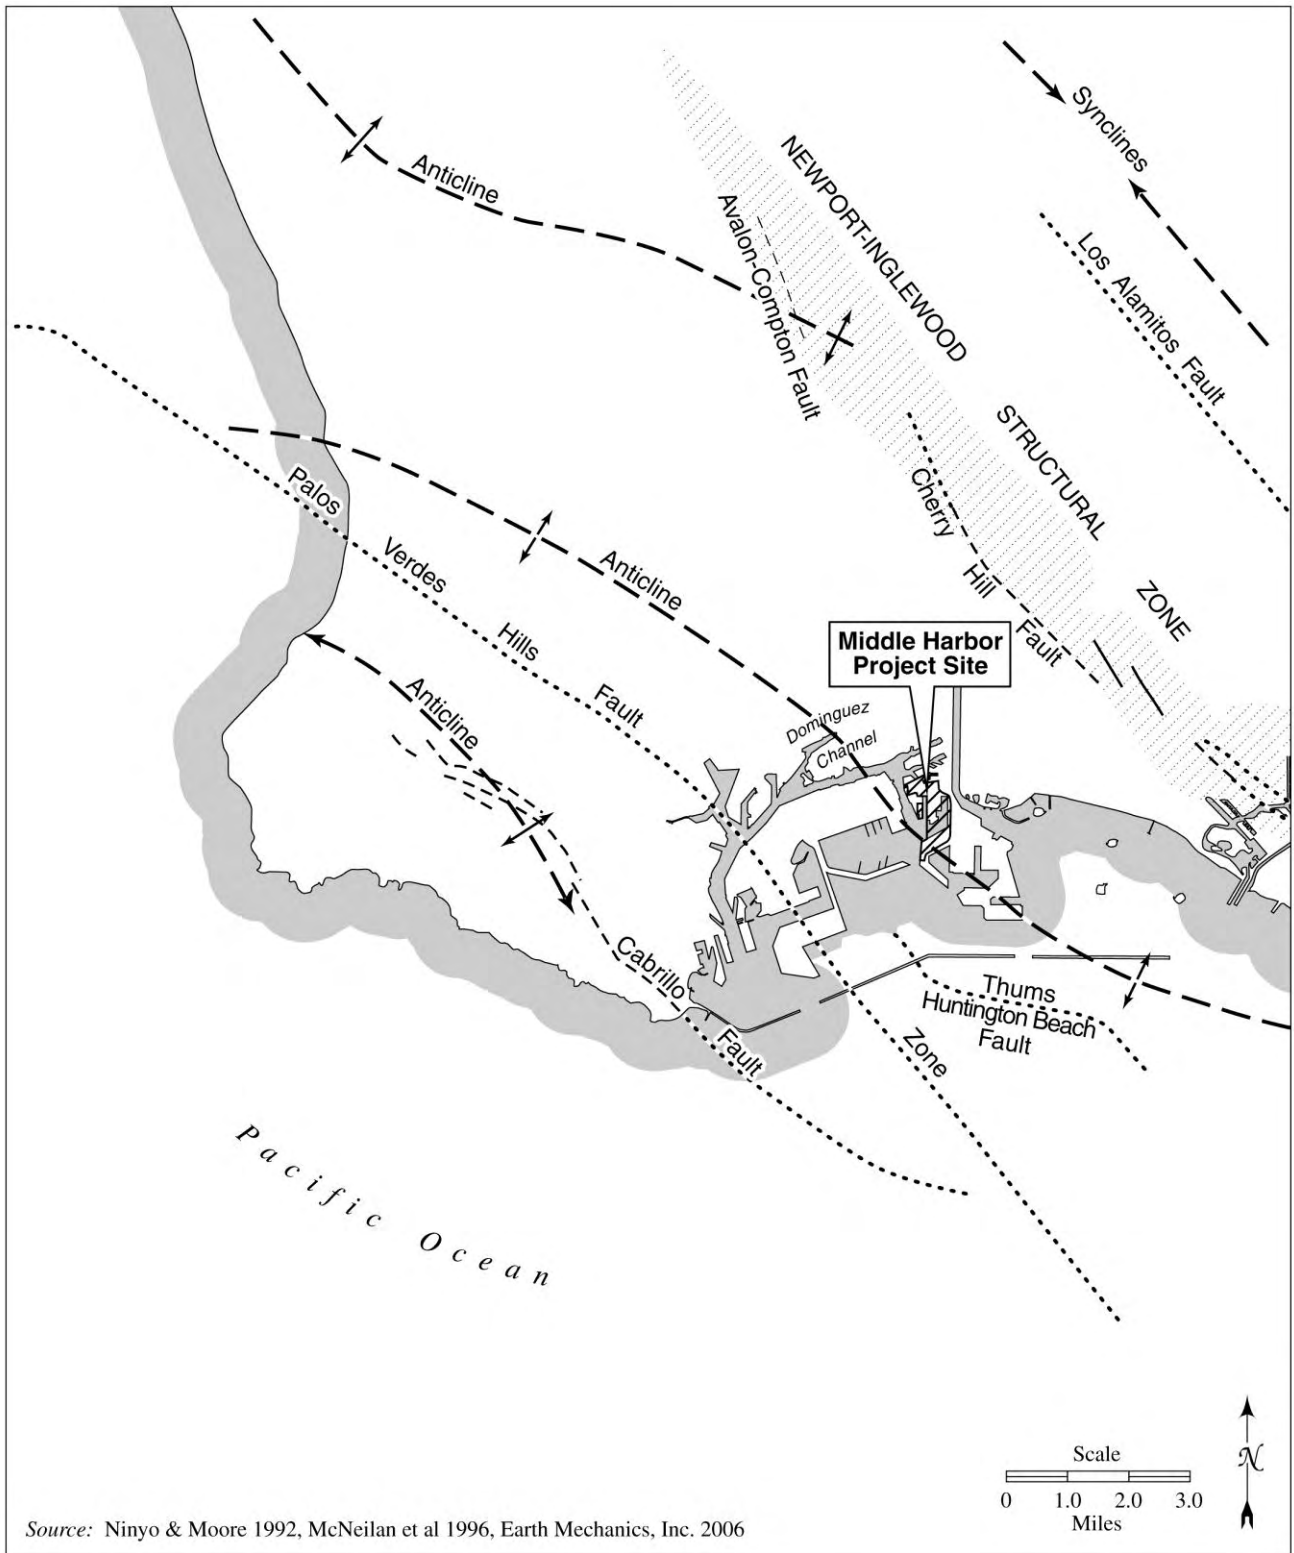 Synclines
Anticline
NEWPORT-INGLEWOOD
STRUCTURAL
ZONE
Avalon-Compton Fault
Los Alamitos Fault
Cherry
Hill
Fault
Palos
Verdes
Hills
Fault
Zone
Anticline
Middle Harbor
Project Site
Anticline
Dominguez
Channel
Cabrillo
Fault
Thums
Huntington Beach
Fault
Pacific Ocean
Scale
0 1.0 2.0 3.0
Miles
N
Source: Ninyo & Moore 1992, McNeilan et al 1996, Earth Mechanics, Inc. 2006